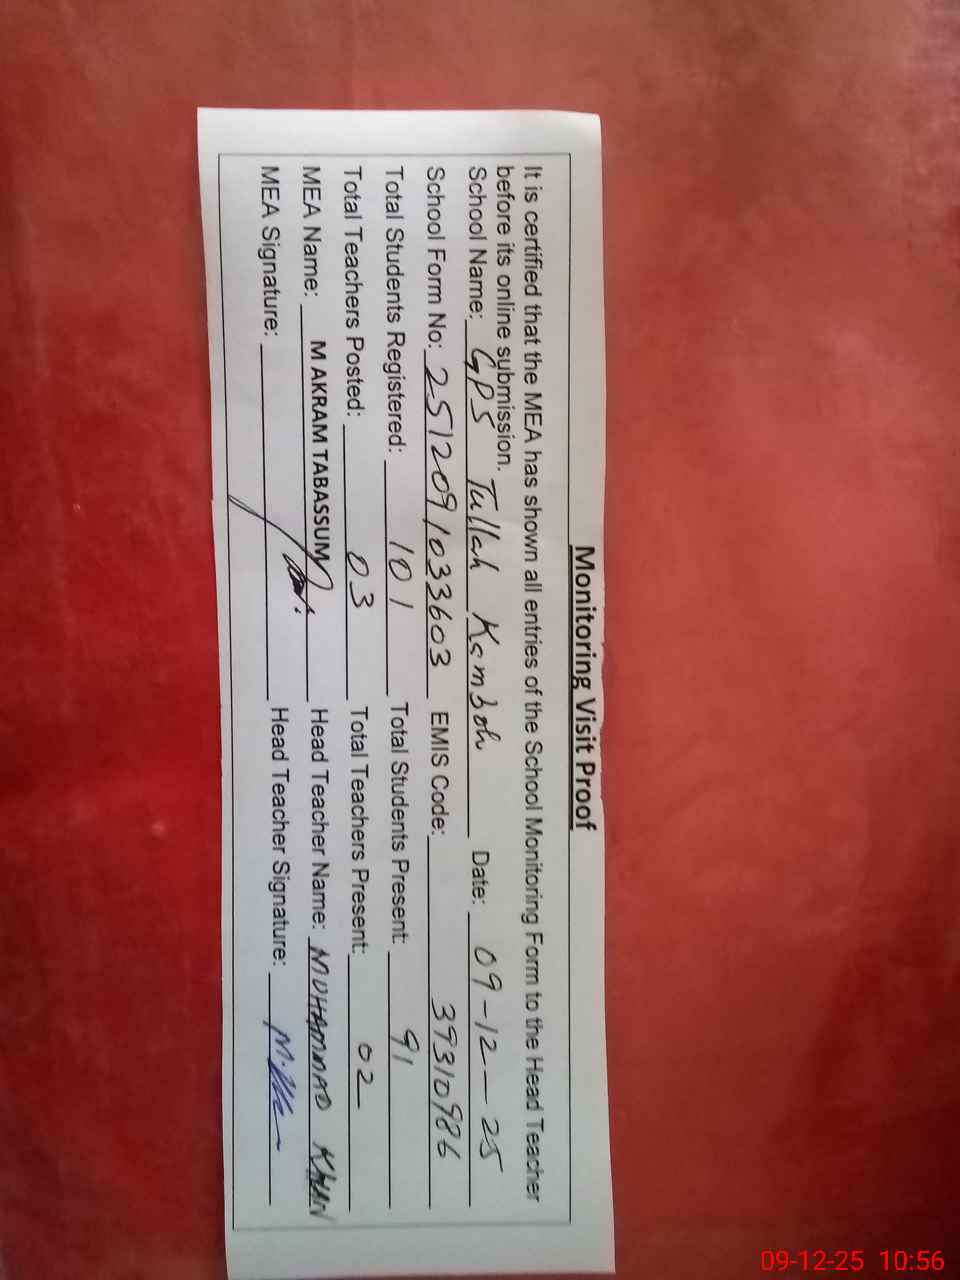 Monitoring Visit Proof
It is certified that the MEA has shown all entries of the School Monitoring Form to the Head Teacher
before its online submission.
School Name: GPS Tullah Kamboh Date: 09-12-25
School Form No: 2512091033603 EMIS Code: 39310986
Total Students Registered: 101 Total Students Present: 91
Total Teachers Posted: 03 Total Teachers Present: 02
MEA Name: M AKRAM TABASSUM Head Teacher Name: MUHAMMAD KHAN
MEA Signature: Head Teacher Signature:
09-12-25 10:56